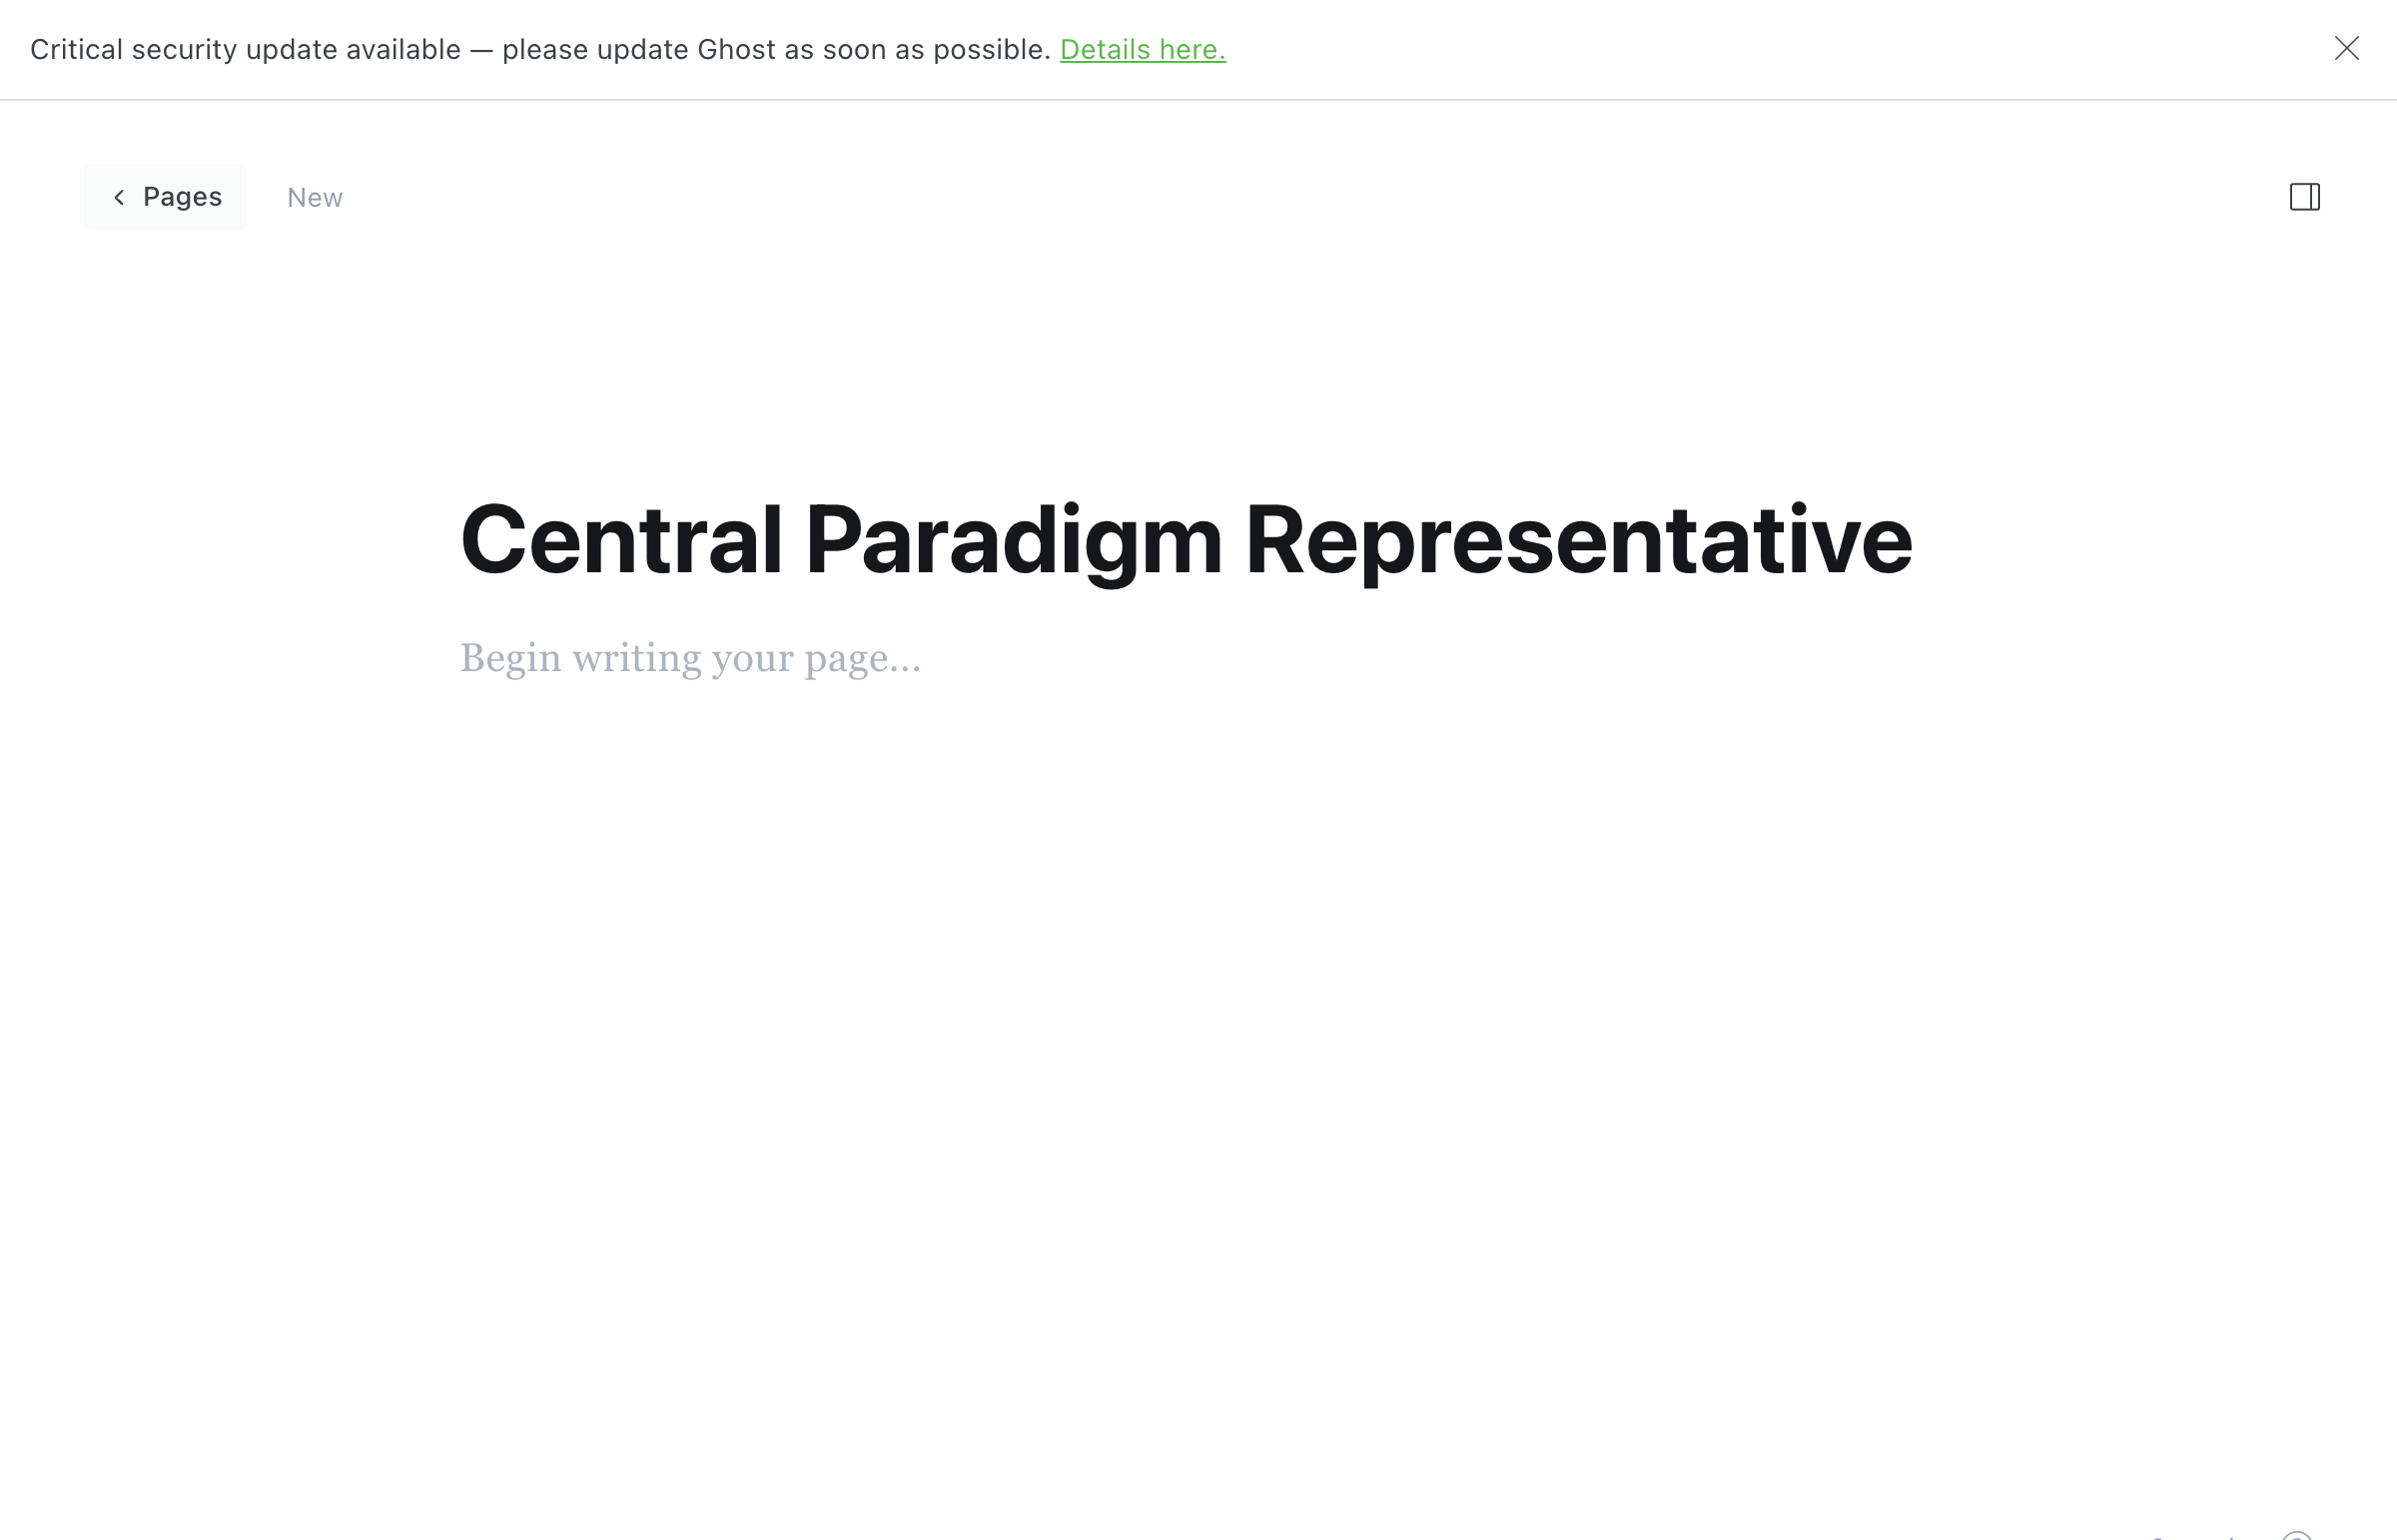 Critical security update available — please update Ghost as soon as possible. Details here.
Pages
New
Central Paradigm Representative
Begin writing your page...